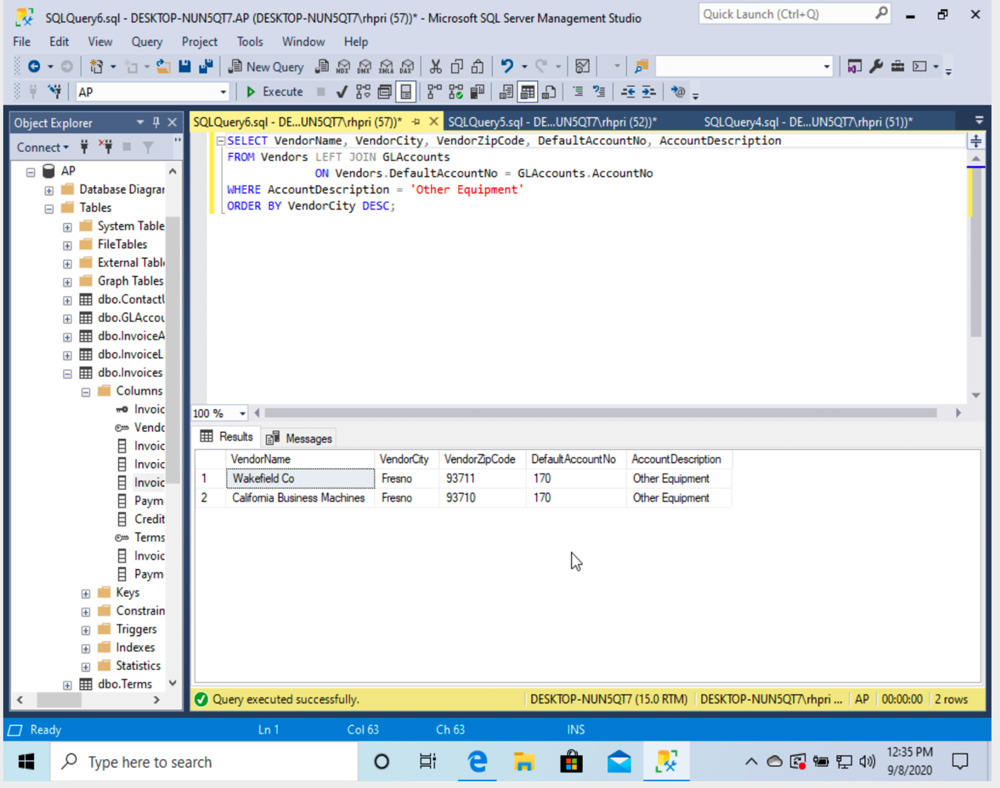 SQLQuery6.sql - DESKTOP-NUN5QT7.AP (DESKTOP-NUN5QT7\rhpri (57))* - Microsoft SQL Server Management Studio
Quick Launch (Ctrl+Q)
File Edit View Query Project Tools Window Help
New Query MDX DMX XMLA DAX
AP Execute
Object Explorer
SQLQuery6.sql - DE...UN5QT7\rhpri (57))* SQLQuery5.sql - DE...UN5QT7\rhpri (52))* SQLQuery4.sql - DE...UN5QT7\rhpri (51))*
Connect
AP
Database Diagrar
Tables
System Table
FileTables
External Tabl
Graph Tables
dbo.Contactl
dbo.GLAccou
dbo.InvoiceA
dbo.InvoiceL
dbo.Invoices
Columns
Invoic
Vendc
Invoic
Invoic
Invoic
Paym
Credit
Terms
Invoic
Paym
Keys
Constrain
Triggers
Indexes
Statistics
dbo.Terms
SELECT VendorName, VendorCity, VendorZipCode, DefaultAccountNo, AccountDescription
FROM Vendors LEFT JOIN GLAccounts
ON Vendors.DefaultAccountNo = GLAccounts.AccountNo
WHERE AccountDescription = 'Other Equipment'
ORDER BY VendorCity DESC;
100 %
Results Messages
VendorName VendorCity VendorZipCode DefaultAccountNo AccountDescription
1 Wakefield Co Fresno 93711 170 Other Equipment
2 California Business Machines Fresno 93710 170 Other Equipment
Query executed successfully. DESKTOP-NUN5QT7 (15.0 RTM) DESKTOP-NUN5QT7\rhpri ... AP 00:00:00 2 rows
Ready Ln 1 Col 63 Ch 63 INS
Type here to search
12:35 PM
9/8/2020